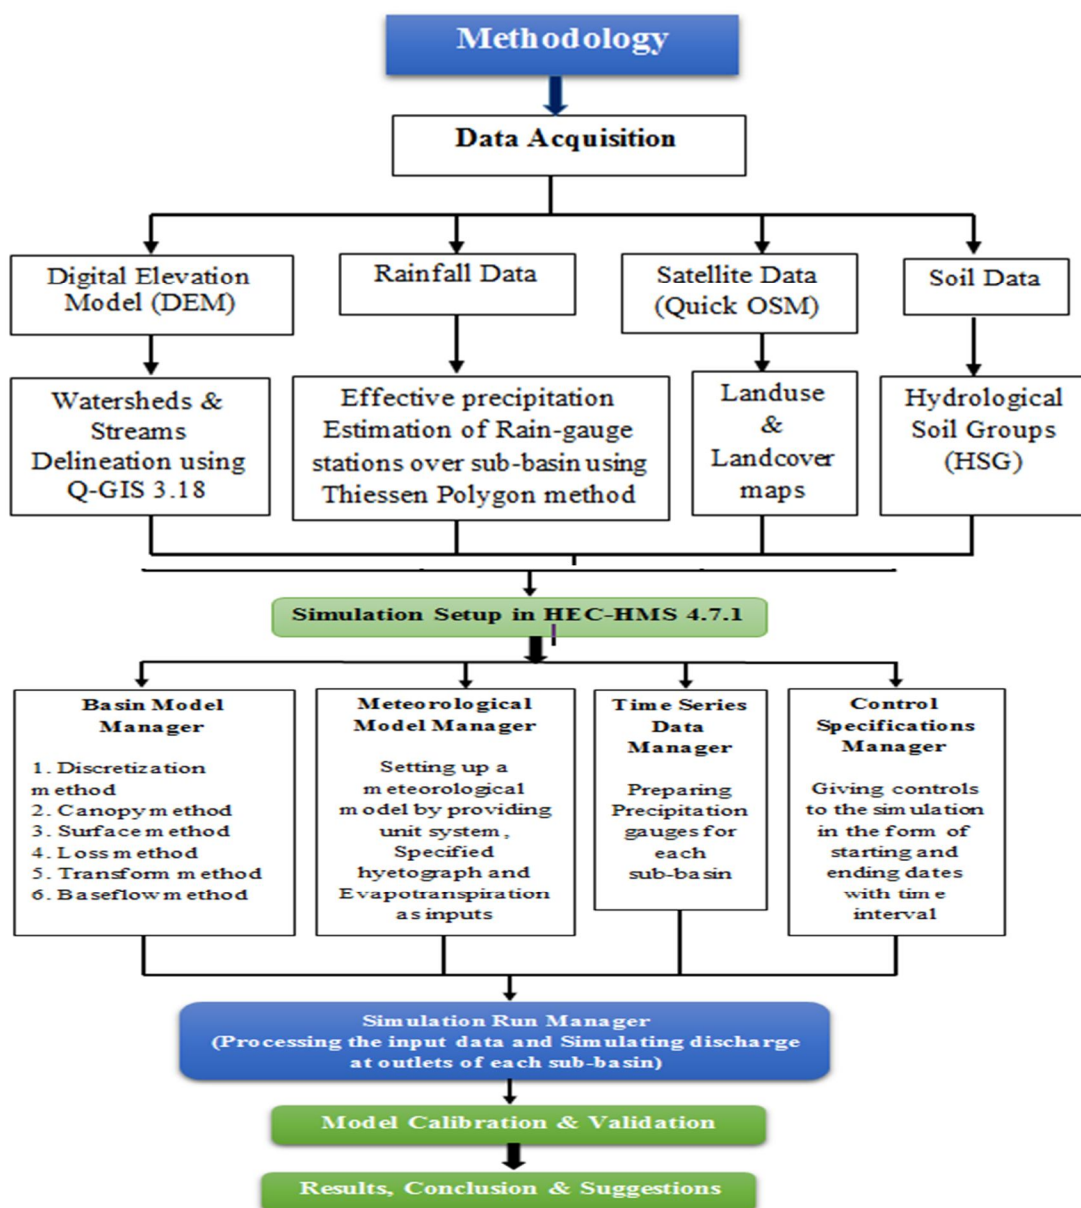 Methodology
Data Acquisition
Digital Elevation
Model (DEM)
Rainfall Data
Satellite Data
(Quick OSM)
Soil Data
Watersheds &
Streams
Delineation using
Q-GIS 3.18
Effective precipitation
Estimation of Rain-gauge
stations over sub-basin using
Thiessen Polygon method
Landuse
&
Landcover
maps
Hydrological
Soil Groups
(HSG)
Simulation Setup in HEC-HMS 4.7.1
Basin Model
Manager
1. Discretization
method
2. Canopy method
3. Surface method
4. Loss method
5. Transform method
6. Baseflow method
Meteorological
Model Manager
Setting up a
meteorological
model by providing
unit system,
Specified
hyetograph and
Evapotranspiration
as inputs
Time Series
Data
Manager
Preparing
Precipitation
gauges for
each
sub-basin
Control
Specifications
Manager
Giving controls
to the simulation
in the form of
starting and
ending dates
with time
interval
Simulation Run Manager
(Processing the input data and Simulating discharge
at outlets of each sub-basin)
Model Calibration & Validation
Results, Conclusion & Suggestions